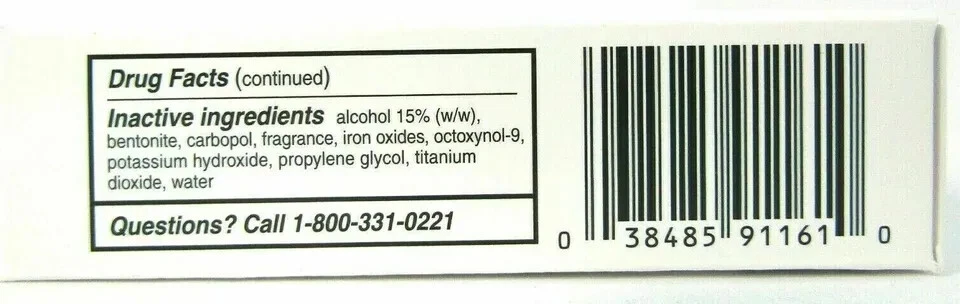 Drug Facts (continued)
Inactive ingredients alcohol 15% (w/w),
bentonite, carbopol, fragrance, iron oxides, octoxynol-9,
potassium hydroxide, propylene glycol, titanium
dioxide, water
Questions? Call 1-800-331-0221
0 38485 91161 0